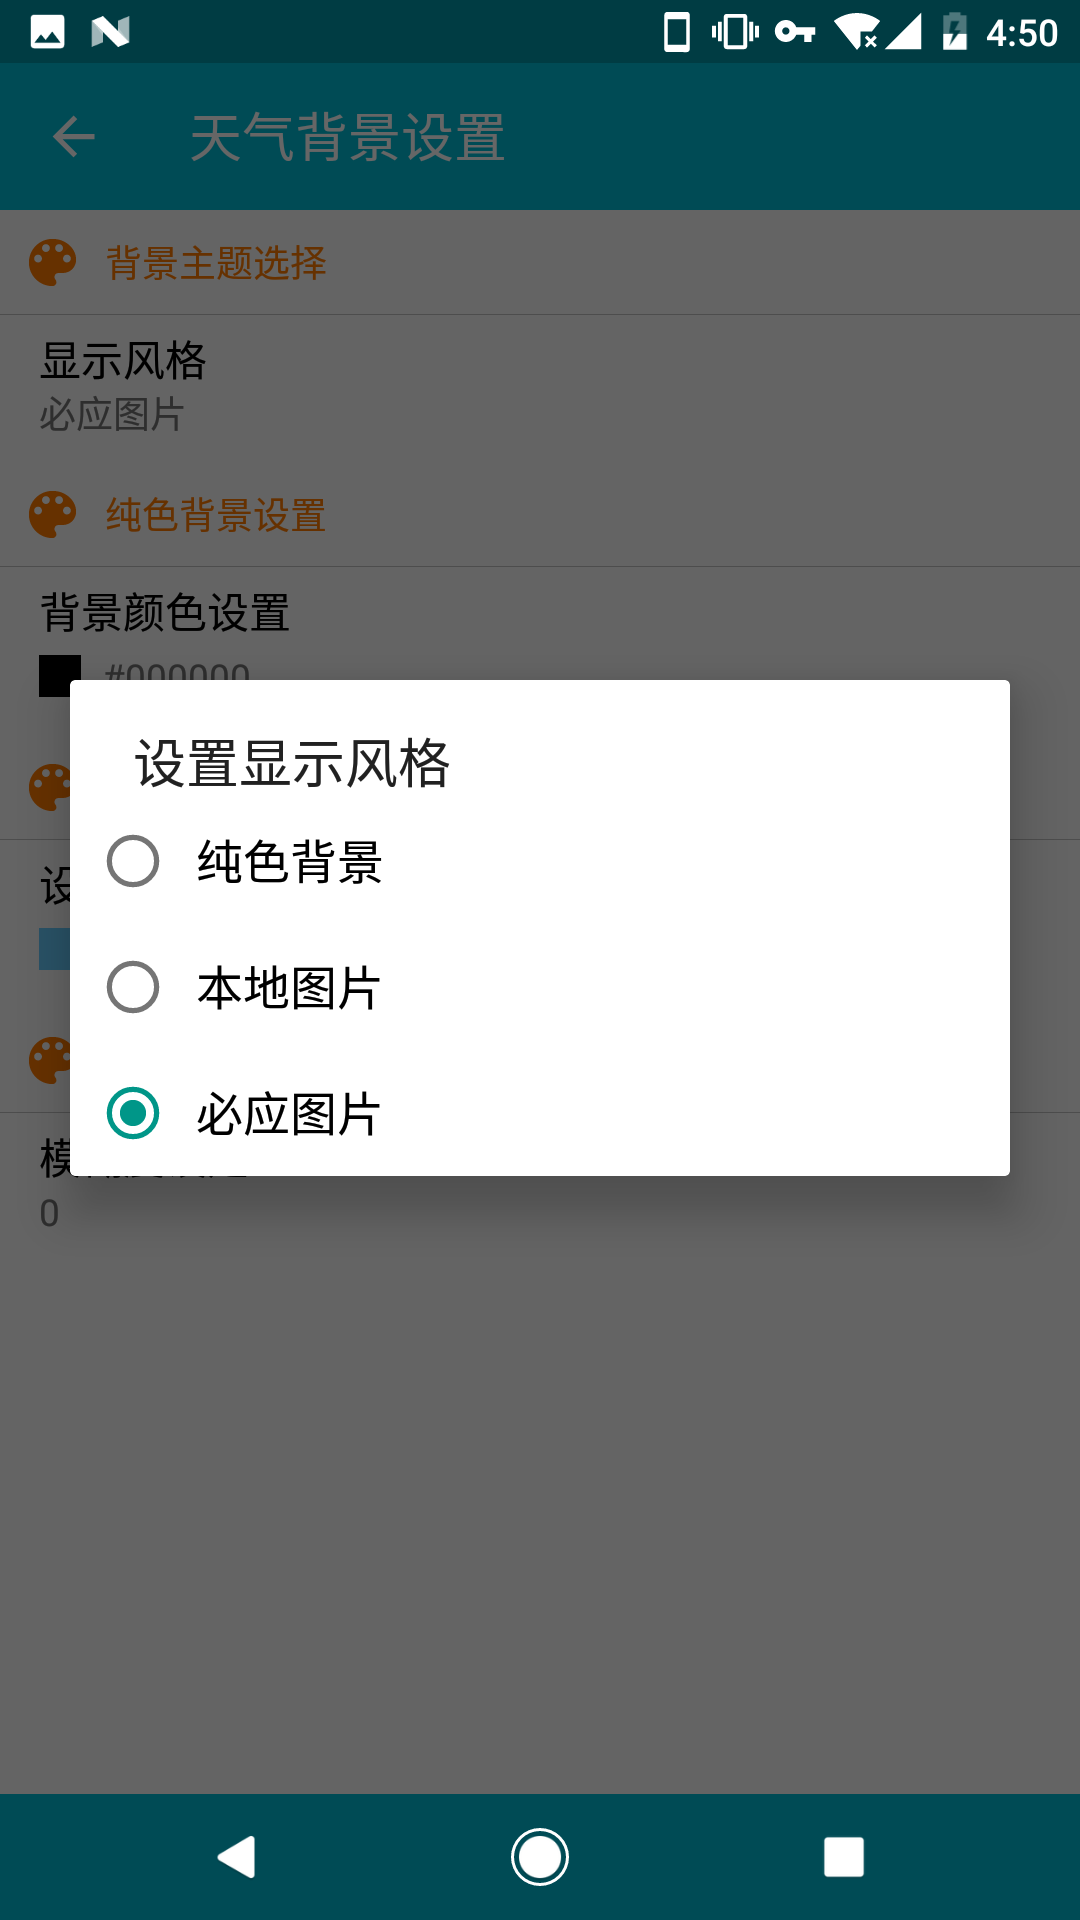 4:50
天气背景设置
背景主题选择
显示风格
必应图片
纯色背景设置
背景颜色设置
#000000
设置显示风格
纯色背景
设
本地图片
必应图片
模
0